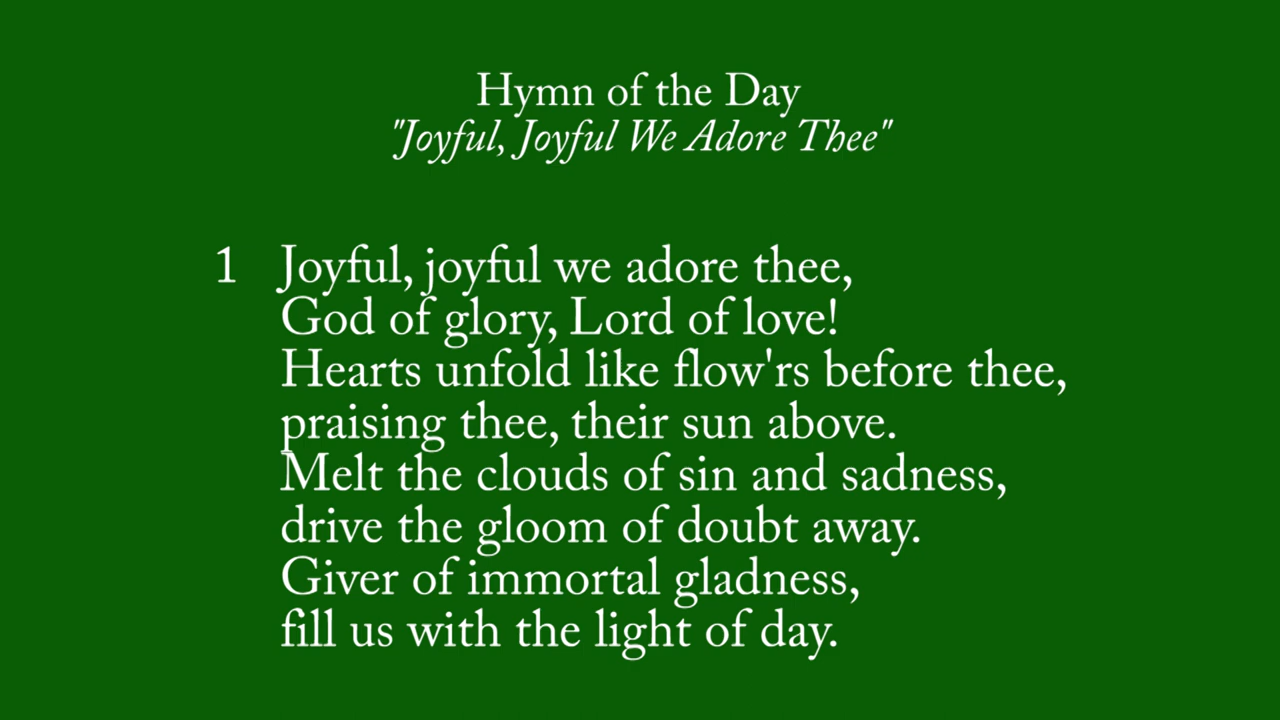 Hymn of the Day
"Joyful, Joyful We Adore Thee"
1 Joyful, joyful we adore thee,
God of glory, Lord of love!
Hearts unfold like flow'rs before thee,
praising thee, their sun above.
Melt the clouds of sin and sadness,
drive the gloom of doubt away.
Giver of immortal gladness,
fill us with the light of day.